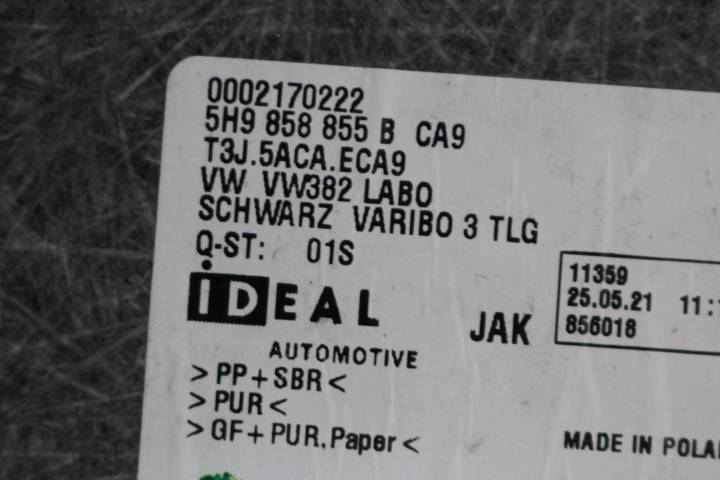 0002170222
5H9 858 855 B CA9
T3J.5ACA.ECA9
VW VW382 LABO
SCHWARZ VARIBO 3 TLG
Q-ST: 01S
IDEAL
AUTOMOTIVE
JAK
11359
25.05.21 11:
856018
>PP+SBR<
>PUR<
>GF+PUR,Paper<
MADE IN